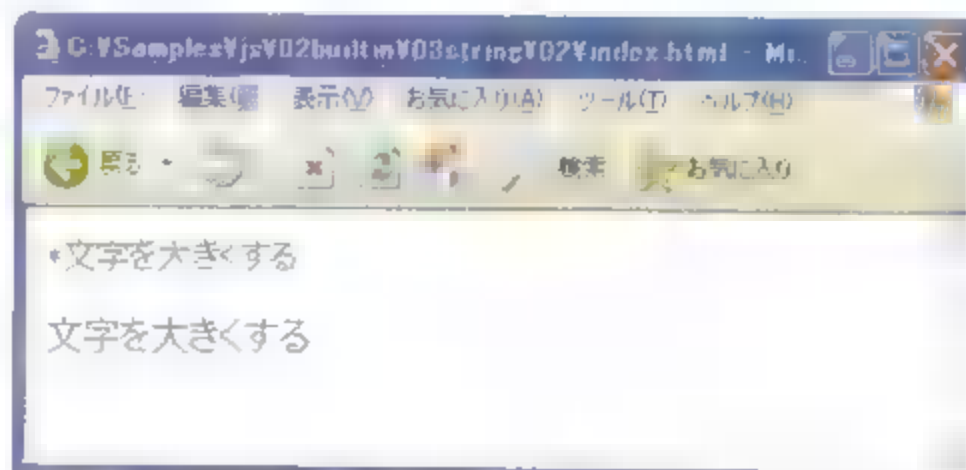 C:¥Samples¥js¥02builtin¥03string¥02¥index.html - Mi..
ファイル(F) 編集(E) 表示(V) お気に入り(A) ツール(T) ヘルプ(H)
戻る 検索 お気に入り
*文字を大きくする
文字を大きくする